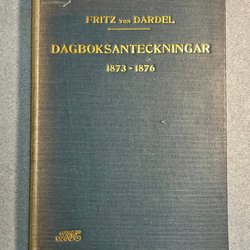 FRITZ VON DARDEL
DAGBOKSANTECKNINGAR
1873-1876